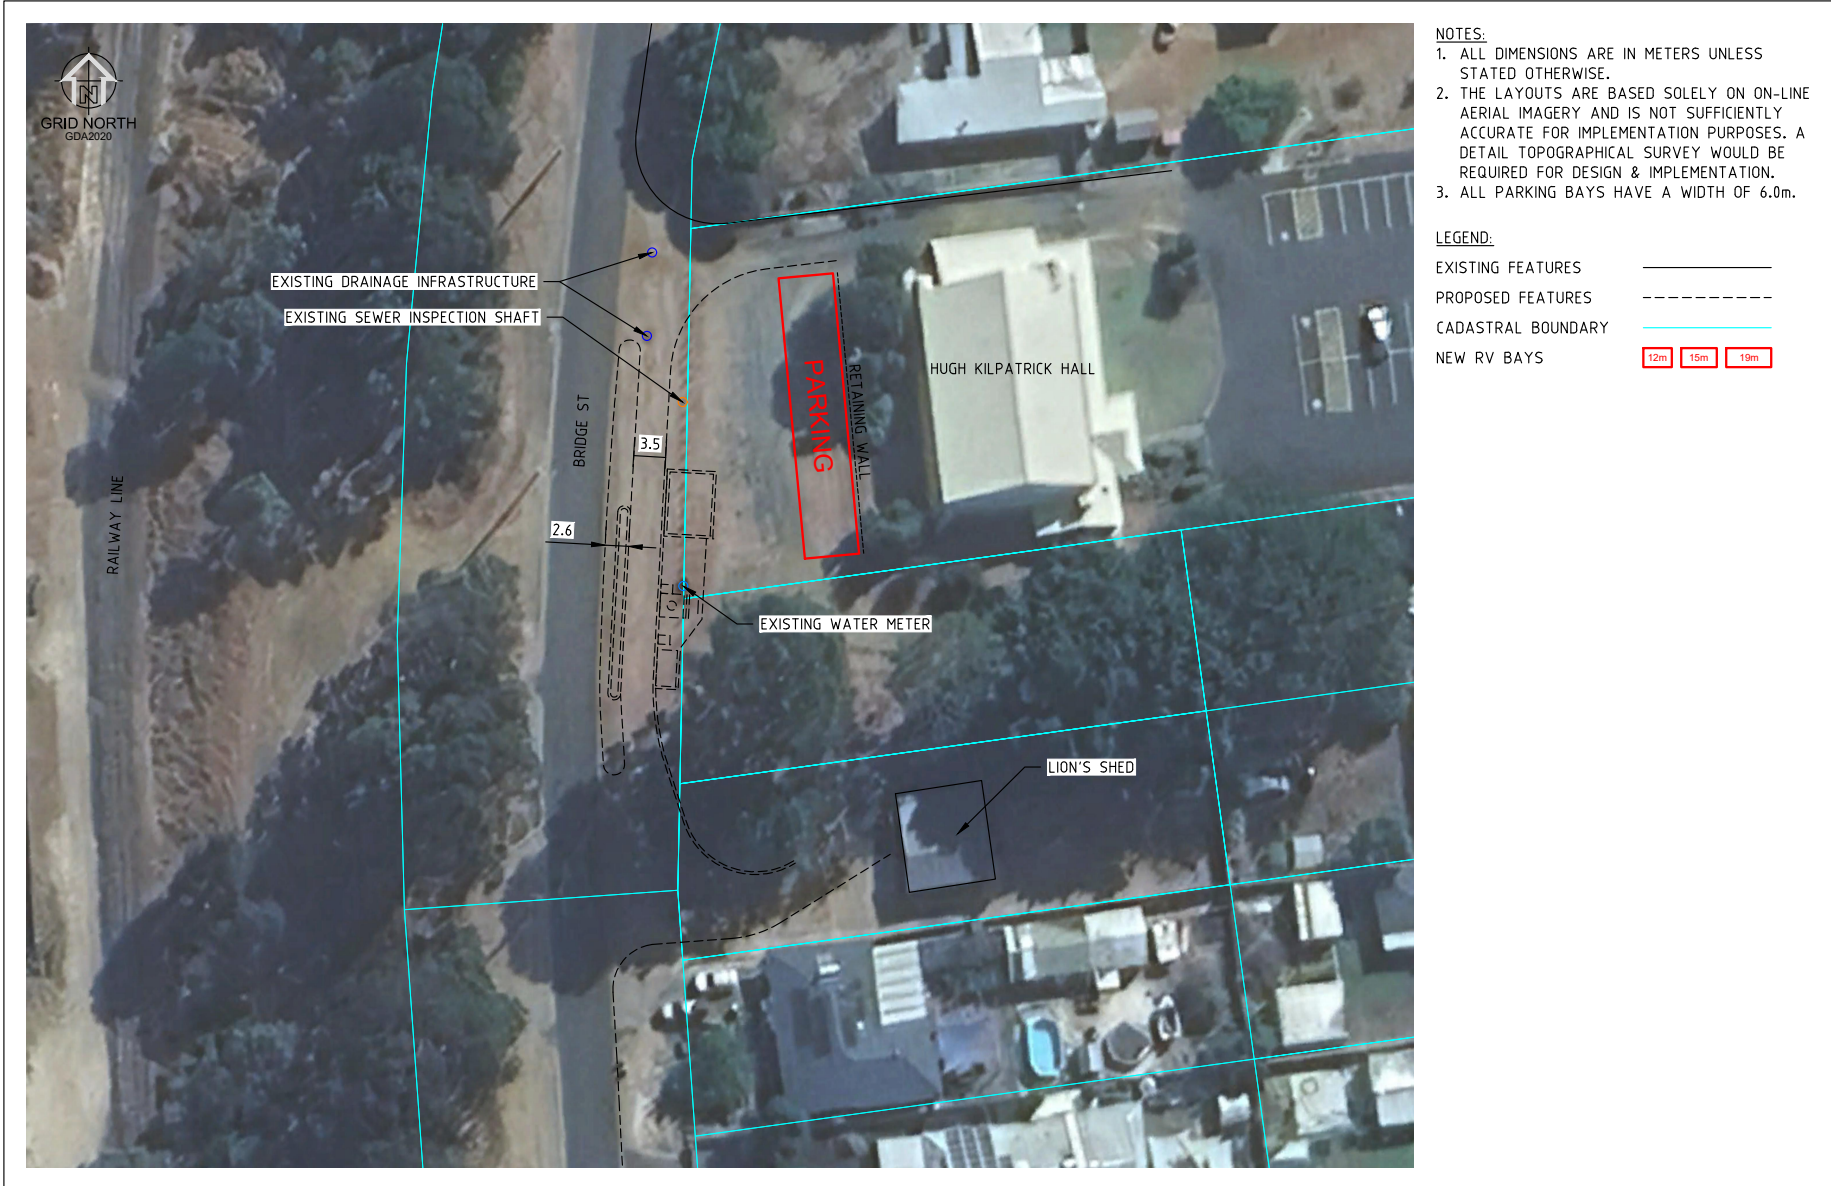 N
GRID NORTH
GDA2020
EXISTING DRAINAGE INFRASTRUCTURE
EXISTING SEWER INSPECTION SHAFT
BRIDGE ST
3.5
2.6
RAILWAY LINE
PARKING
RETAINING WALL
HUGH KILPATRICK HALL
EXISTING WATER METER
LION'S SHED
NOTES:
1. ALL DIMENSIONS ARE IN METERS UNLESS
STATED OTHERWISE.
2. THE LAYOUTS ARE BASED SOLELY ON ON-LINE
AERIAL IMAGERY AND IS NOT SUFFICIENTLY
ACCURATE FOR IMPLEMENTATION PURPOSES. A
DETAIL TOPOGRAPHICAL SURVEY WOULD BE
REQUIRED FOR DESIGN & IMPLEMENTATION.
3. ALL PARKING BAYS HAVE A WIDTH OF 6.0m.
LEGEND:
EXISTING FEATURES
PROPOSED FEATURES
CADASTRAL BOUNDARY
NEW RV BAYS 12m 15m 19m